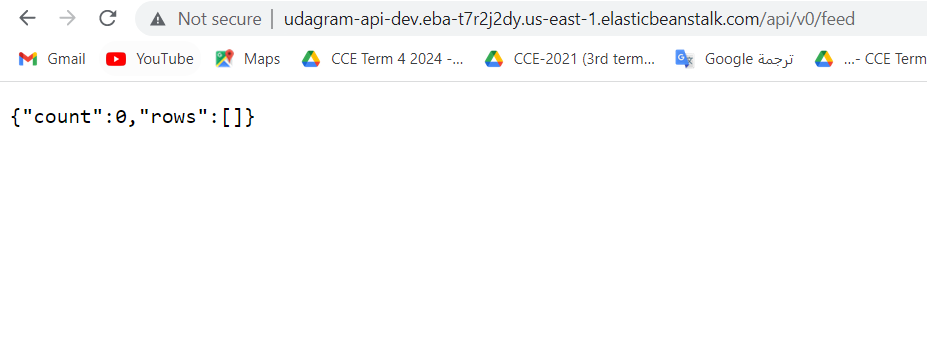 Not secure | udagram-api-dev.eba-t7r2j2dy.us-east-1.elasticbeanstalk.com/api/v0/feed
Gmail YouTube Maps CCE Term 4 2024 -... CCE-2021 (3rd term... ترجمة Google ...- CCE Term
{"count":0,"rows":[]}